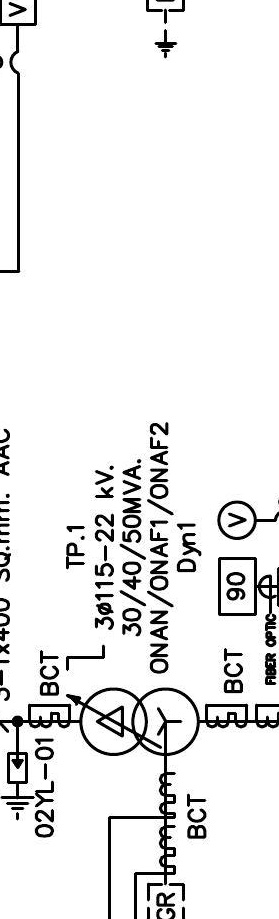 V
3-1x400 SQ.mm. AAC
TP.1
3ø115-22 kV.
30/40/50MVA.
ONAN/ONAF1/ONAF2
Dyn1
BCT
V
90
BCT
FIBER OPTIC
02YL-01
BCT
GR